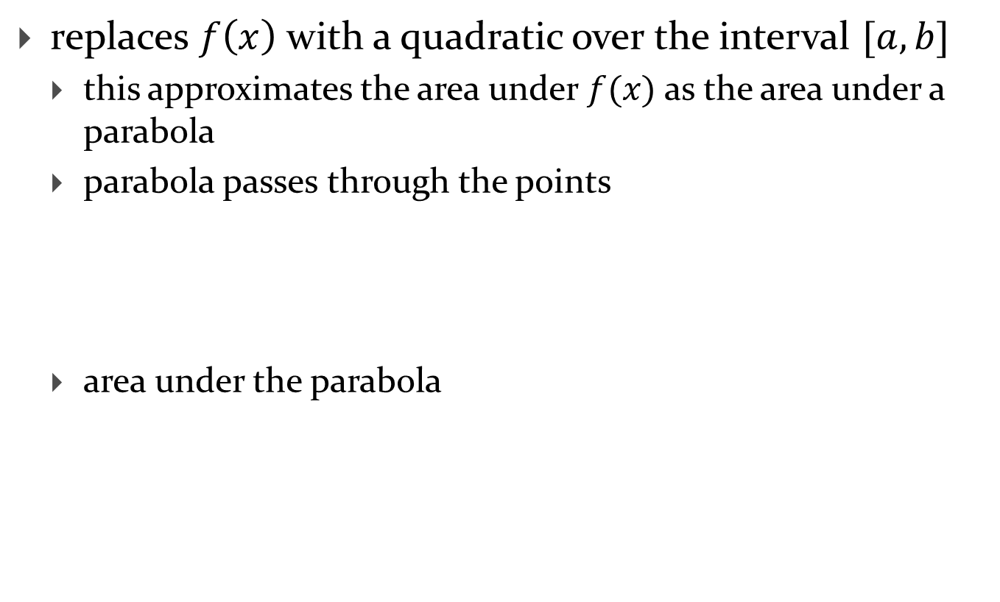 replaces f(x) with a quadratic over the interval [a, b]
this approximates the area under f(x) as the area under a
parabola
parabola passes through the points
area under the parabola